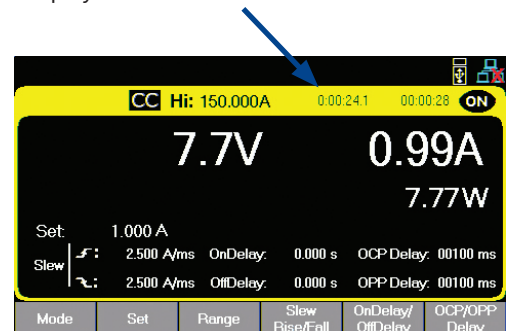 CC Hi: 150.000A 0:00:24.1 00:00:28 ON
7.7V 0.99A
7.77W
Set: 1.000 A
Slew
: 2.500 A/ms OnDelay: 0.000 s OCP Delay: 00100 ms
: 2.500 A/ms OffDelay: 0.000 s OPP Delay: 00100 ms
Mode Set Range Slew Rise/Fall OnDelay/ OffDelay OCP/OPP Delay